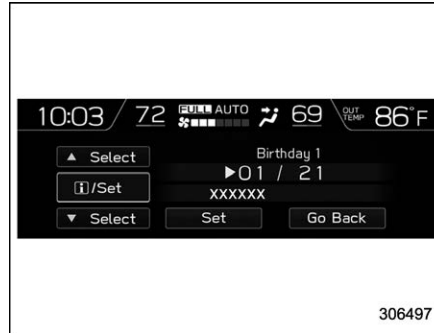 10:03 / 72 FULL AUTO 69 OUT TEMP 86°F
▲ Select
Birthday 1
▶01 / 21
i/Set
XXXXXX
▼ Select Set Go Back
306497